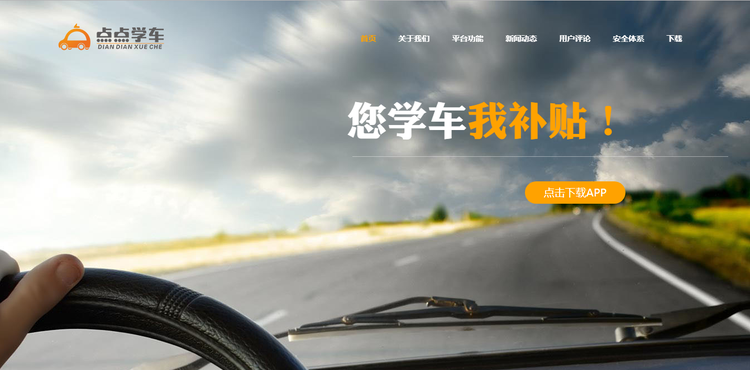 点点学车
DIAN DIAN XUE CHE
首页 关于我们 平台功能 新闻动态 用户评论 安全体系 下载
您学车我补贴！
点击下载APP